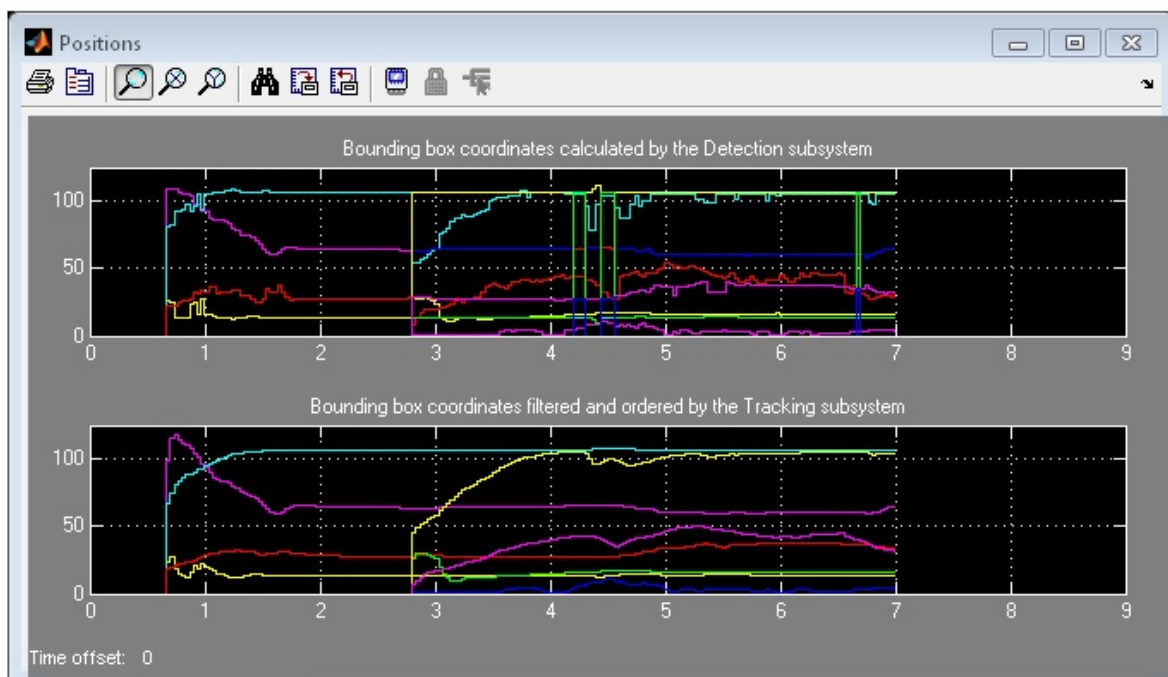 Positions
Bounding box coordinates calculated by the Detection subsystem
100
50
0
0 1 2 3 4 5 6 7 8 9
Bounding box coordinates filtered and ordered by the Tracking subsystem
100
50
0
0 1 2 3 4 5 6 7 8 9
Time offset: 0